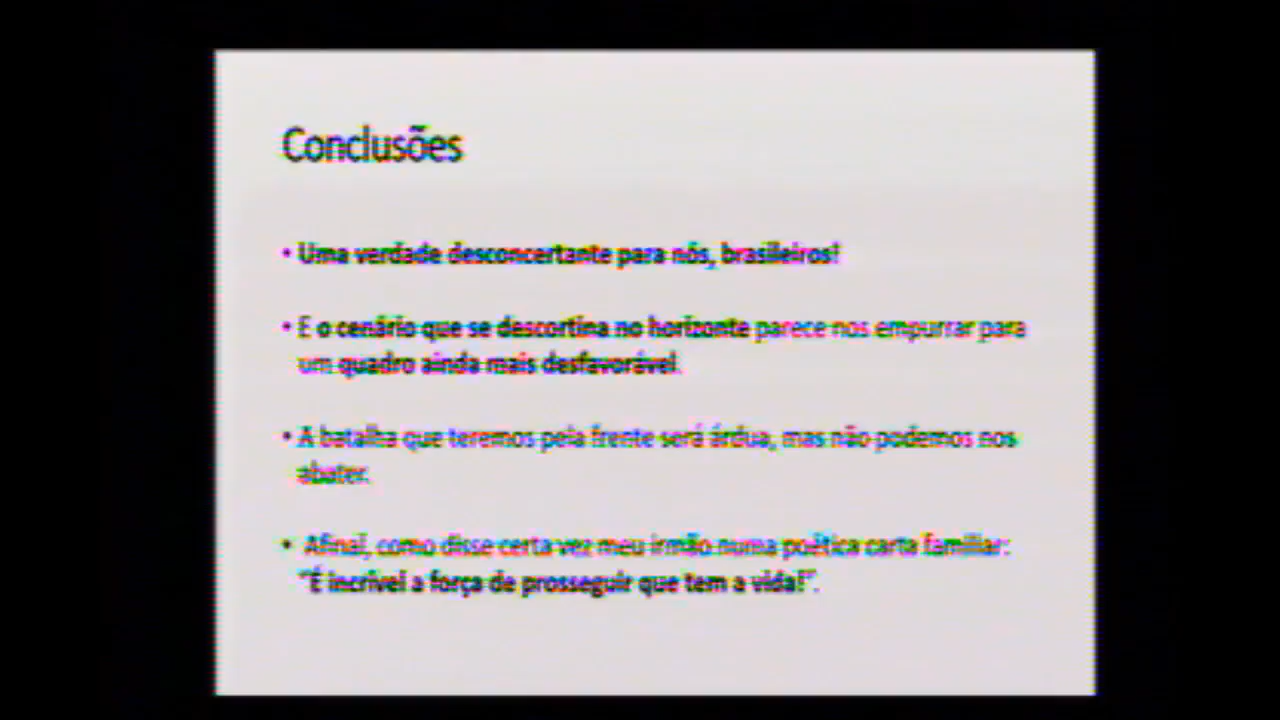 Conclusões
• Uma verdade desconcertante para nós, brasileiros!
• E o cenário que se descortina no horizonte parece nos empurrar para
um quadro ainda mais desfavorável.
• A batalha que teremos pela frente será árdua, mas não podemos nos
abater.
• Afinal, como disse certa vez meu irmão numa poética carta familiar:
"É incrível a força de prosseguir que tem a vida!".